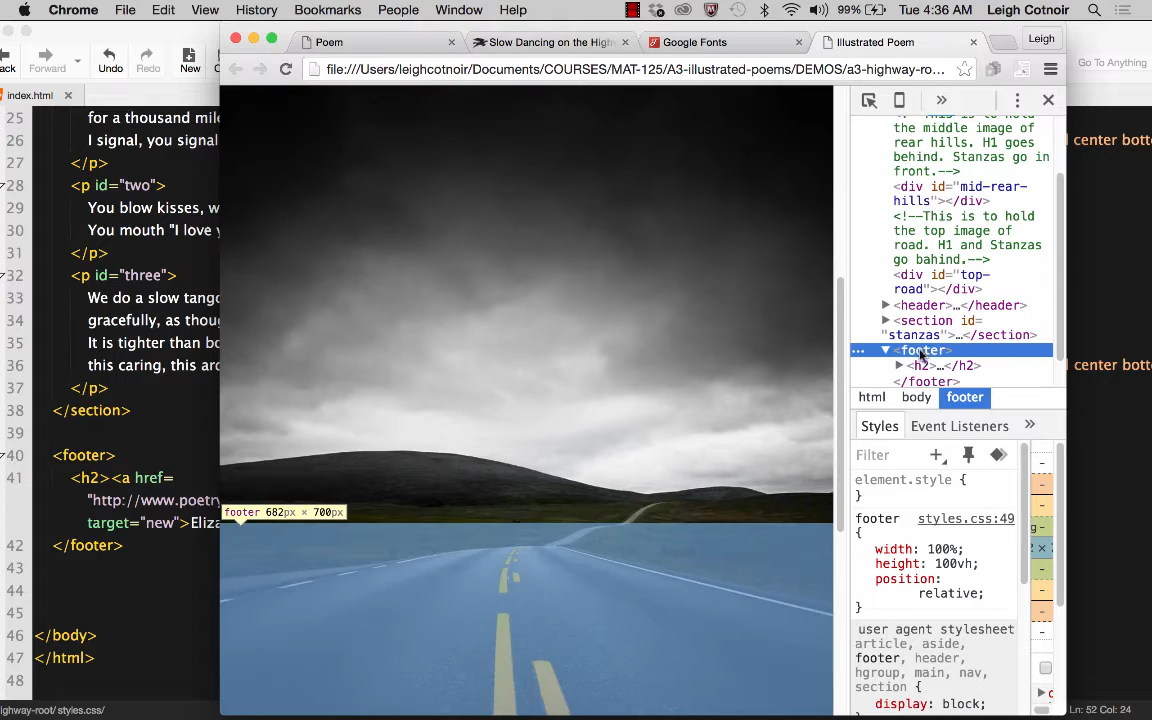 Chrome File Edit View History Bookmarks People Window Help 99% Tue 4:36 AM Leigh Cotnoir
Poem Slow Dancing on the High Google Fonts Illustrated Poem Leigh
file:///Users/leighcotnoir/Documents/COURSES/MAT-125/A3-illustrated-poems/DEMOS/a3-highway-ro...
ack Forward Undo Redo New Go To Anything
index.html
25 for a thousand mile
26 I signal, you signal
27 </p>
28 <p id="two">
29 You blow kisses, w
30 You mouth "I love y
31 </p>
32 <p id="three">
33 We do a slow tang
34 gracefully, as thou
35 It is tighter than bo
36 this caring, this ar
37 </p>
38 </section>
39
40 <footer>
41 <h2><a href=
"http://www.poetry
target="new">Eliza
42 </footer>
43
44
45
46 </body>
47 </html>
48
ghway-root/ styles.css/
footer 682px × 700px
the middle image of
rear hills. H1 goes
behind. Stanzas go in
front.-->
<div id="mid-rear-
hills"></div>
<!--This is to hold
the top image of
road. H1 and Stanzas
go bahind.-->
<div id="top-
road"></div>
<header>…</header>
<section id=
"stanzas">…</section>
<footer>
<h2>…</h2>
</footer>
html body footer
Styles Event Listeners
Filter
element.style {
}
footer styles.css:49
{
width: 100%;
height: 100vh;
position:
relative;
}
user agent stylesheet
article, aside,
footer, header,
hgroup, main, nav,
section {
display: block;
center bott
center bott
Ln: 52 Col: 24